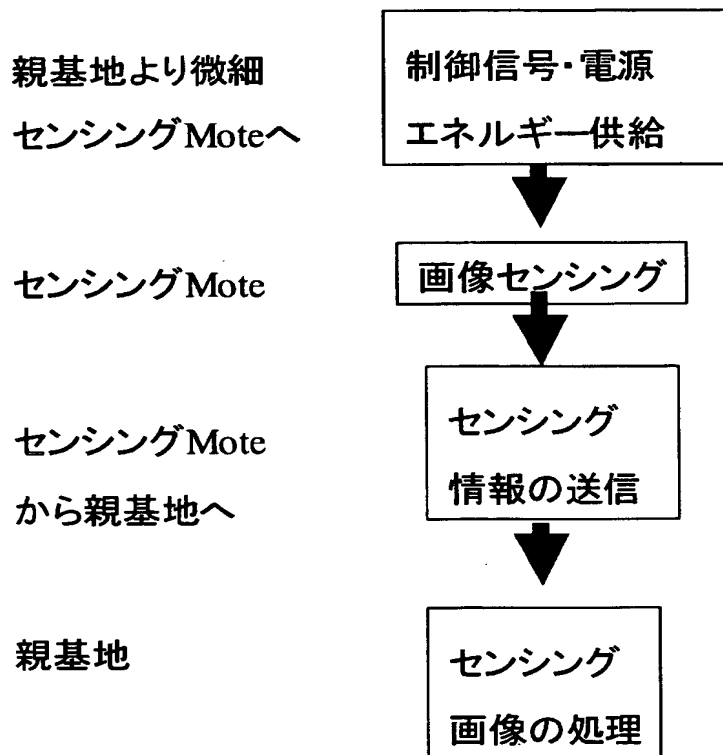 親基地より微細
センシングMoteへ
制御信号・電源
エネルギー供給
センシングMote
画像センシング
センシングMote
から親基地へ
センシング
情報の送信
親基地
センシング
画像の処理